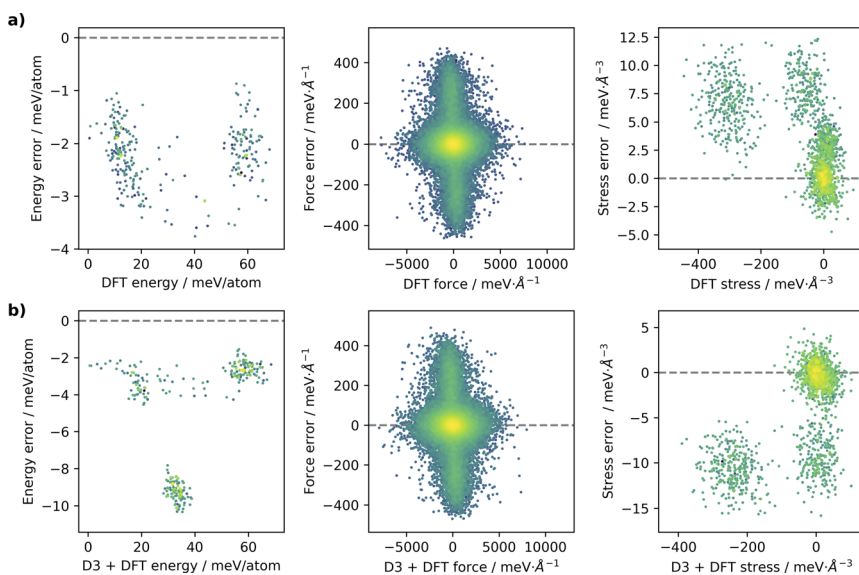 a)
Energy error / meV/atom
0
−1
−2
−3
−4
0 20 40 60
DFT energy / meV/atom
Force error / meV·Å⁻¹
400
200
0
−200
−400
−5000 0 5000 10000
DFT force / meV·Å⁻¹
Stress error / meV·Å⁻³
12.5
10.0
7.5
5.0
2.5
0.0
−2.5
−5.0
−400 −200 0
DFT stress / meV·Å⁻³
b)
Energy error / meV/atom
0
−2
−4
−6
−8
−10
0 20 40 60
D3 + DFT energy / meV/atom
Force error / meV·Å⁻¹
400
200
0
−200
−400
−5000 0 5000 10000
D3 + DFT force / meV·Å⁻¹
Stress error / meV·Å⁻³
5
0
−5
−10
−15
−400 −200 0
D3 + DFT stress / meV·Å⁻³